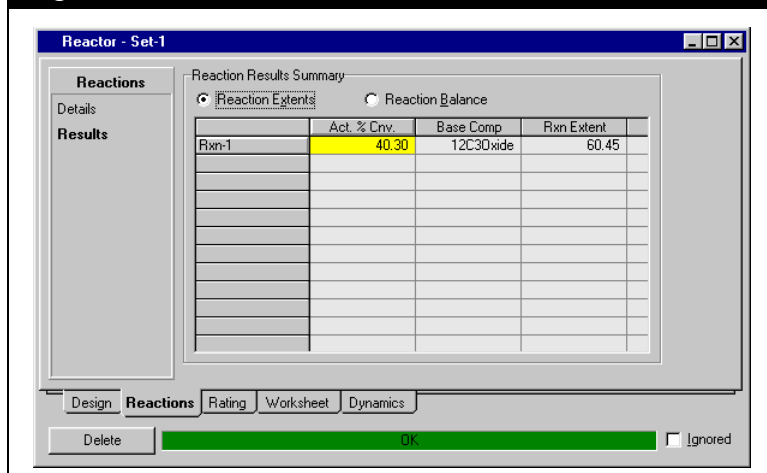 Reactor - Set-1
Reactions
Details
Results
Reaction Results Summary
Reaction Extents Reaction Balance
Act. % Cnv. Base Comp Rxn Extent
Rxn-1 40.30 12C3Oxide 60.45
Design Reactions Rating Worksheet Dynamics
Delete OK Ignored